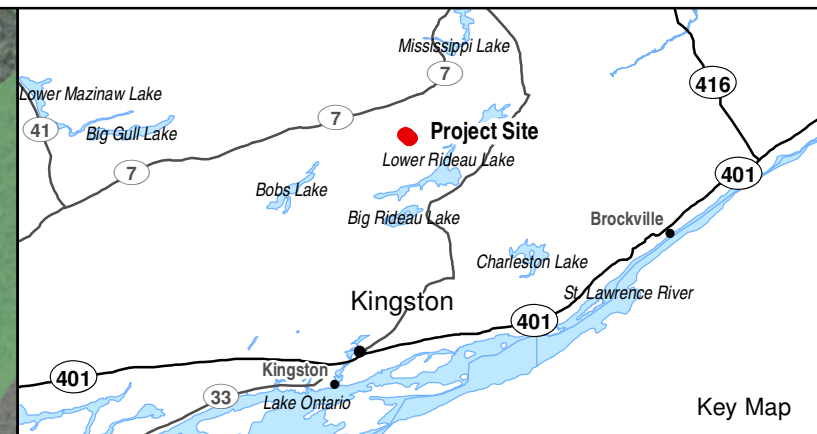 Mississippi Lake
7
416
Lower Mazinaw Lake
41
Big Gull Lake
7
Project Site
Lower Rideau Lake
7
401
Bobs Lake
Big Rideau Lake
Brockville
Charleston Lake
St. Lawrence River
Kingston
401
Kingston
401
33
Lake Ontario
Key Map